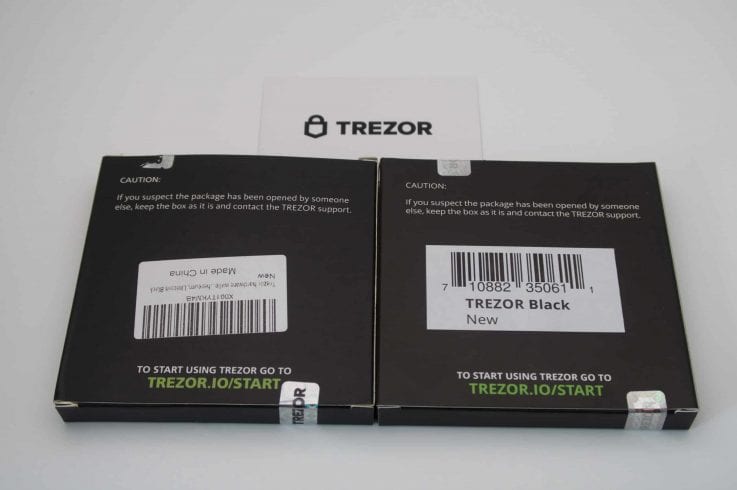 TREZOR
CAUTION:
If you suspect the package has been opened by someone
else, keep the box as it is and contact the TREZOR support.
New
Made in China
TO START USING TREZOR GO TO
TREZOR.IO/START
TREZOR
CAUTION:
If you suspect the package has been opened by someone
else, keep the box as it is and contact the TREZOR support.
7 10882 35061 1
TREZOR Black
New
TO START USING TREZOR GO TO
TREZOR.IO/START